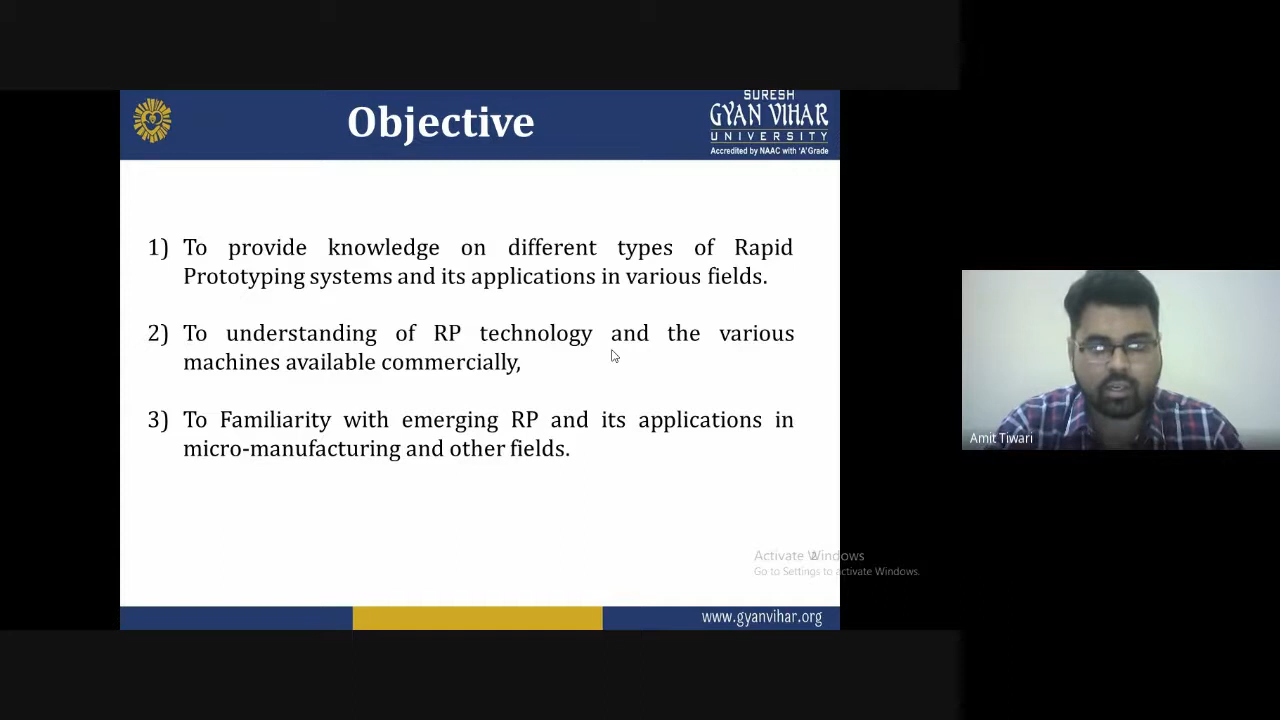 Objective
SURESH
GYAN VIHAR
UNIVERSITY
Accredited by NAAC with 'A' Grade
1) To provide knowledge on different types of Rapid
Prototyping systems and its applications in various fields.
2) To understanding of RP technology and the various
machines available commercially,
3) To Familiarity with emerging RP and its applications in
micro-manufacturing and other fields.
Amit Tiwari
Activate Windows
2
Go to Settings to activate Windows.
www.gyanvihar.org